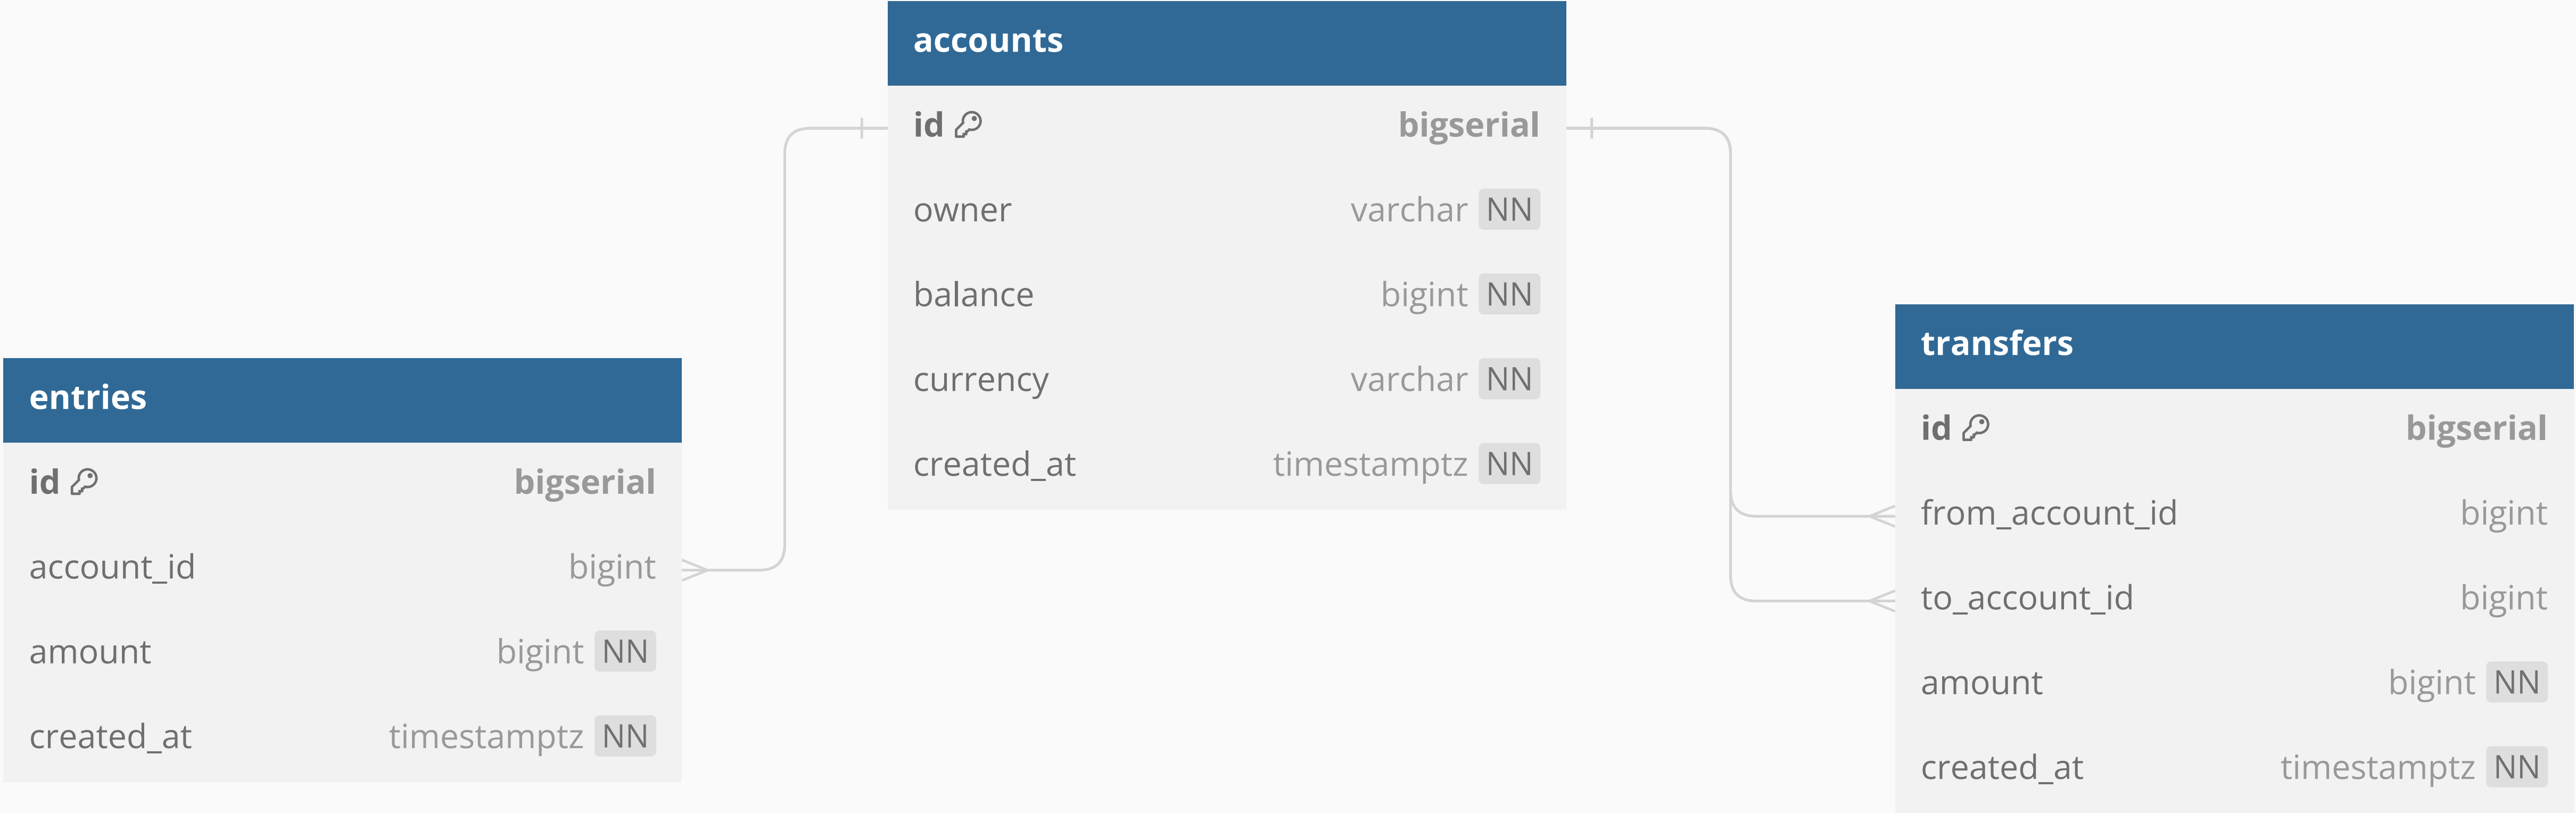 accounts
id bigserial
owner varchar NN
balance bigint NN
currency varchar NN
created_at timestamptz NN
entries
id bigserial
account_id bigint
amount bigint NN
created_at timestamptz NN
transfers
id bigserial
from_account_id bigint
to_account_id bigint
amount bigint NN
created_at timestamptz NN